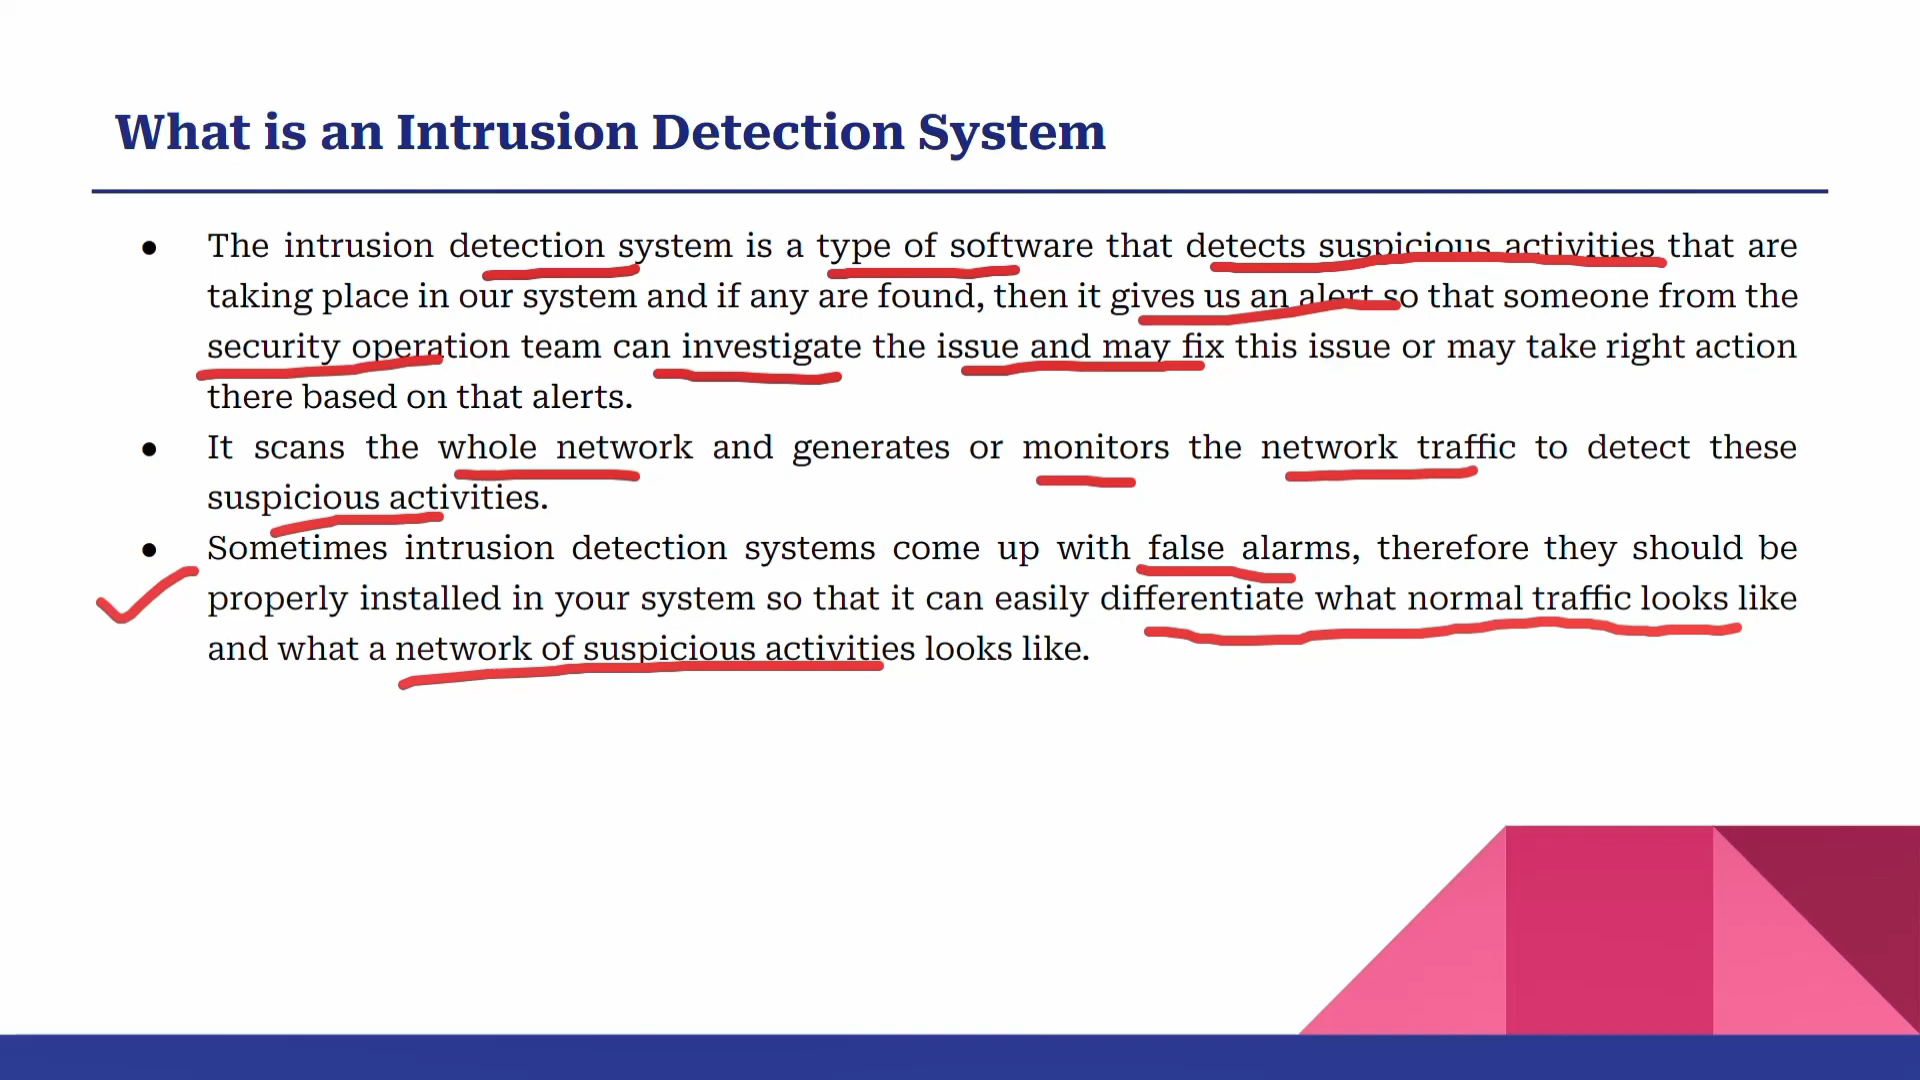 What is an Intrusion Detection System
● The intrusion detection system is a type of software that detects suspicious activities that are
taking place in our system and if any are found, then it gives us an alert so that someone from the
security operation team can investigate the issue and may fix this issue or may take right action
there based on that alerts.
● It scans the whole network and generates or monitors the network traffic to detect these
suspicious activities.
● Sometimes intrusion detection systems come up with false alarms, therefore they should be
properly installed in your system so that it can easily differentiate what normal traffic looks like
and what a network of suspicious activities looks like.